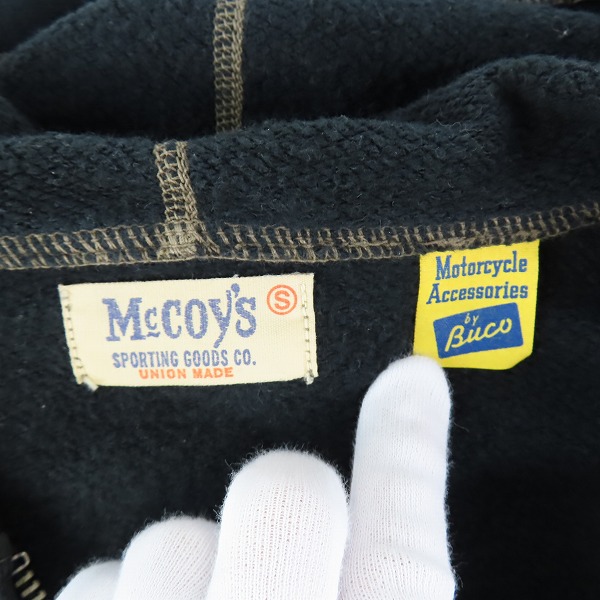 McCOY'S S
SPORTING GOODS CO.
UNION MADE
Motorcycle
Accessories
by
Buco